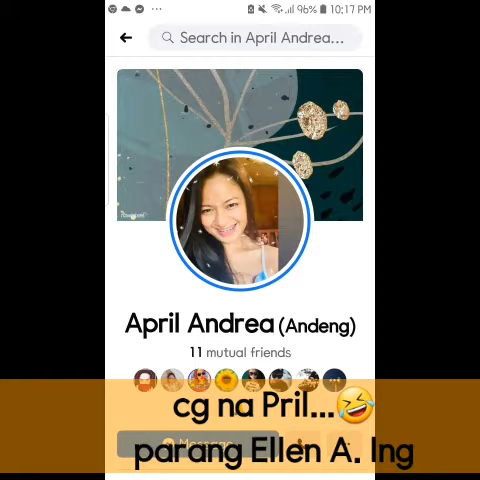 96% 10:17 PM
Search in April Andrea...
April Andrea (Andeng)
11 mutual friends
cg na Pril...🤣
Message
parang Ellen A. Ing